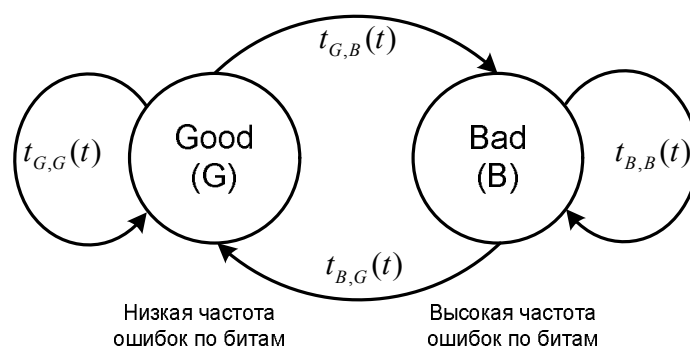 t_{G,B}(t)
Good
(G)
Bad
(B)
t_{G,G}(t)
t_{B,B}(t)
t_{B,G}(t)
Низкая частота
ошибок по битам
Высокая частота
ошибок по битам